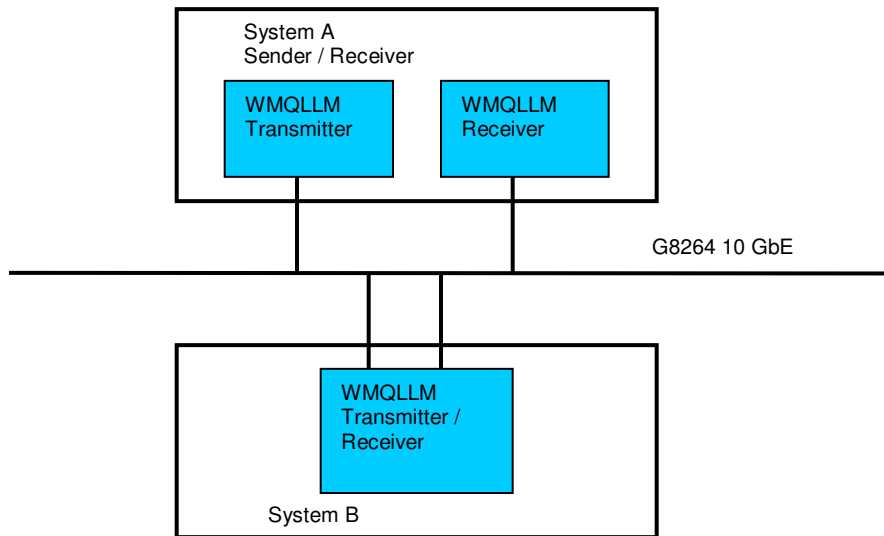 System A
Sender / Receiver
WMQLLM
Transmitter
WMQLLM
Receiver
G8264 10 GbE
WMQLLM
Transmitter /
Receiver
System B